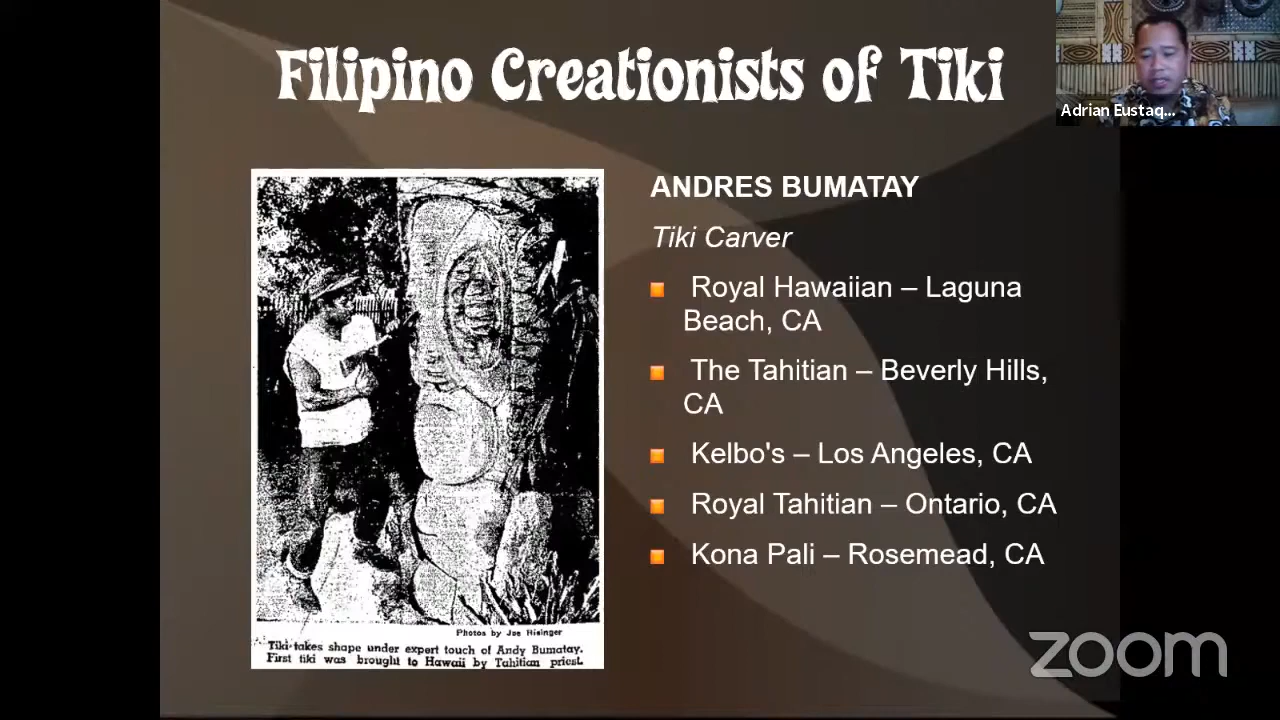 Filipino Creationists of Tiki
Adrian Eustaq...
ANDRES BUMATAY
Tiki Carver
Royal Hawaiian – Laguna
Beach, CA
The Tahitian – Beverly Hills,
CA
Kelbo's – Los Angeles, CA
Royal Tahitian – Ontario, CA
Kona Pali – Rosemead, CA
Photos by Joe Risinger
Tiki takes shape under expert touch of Andy Bumatay.
First tiki was brought to Hawaii by Tahitian priest.
zoom